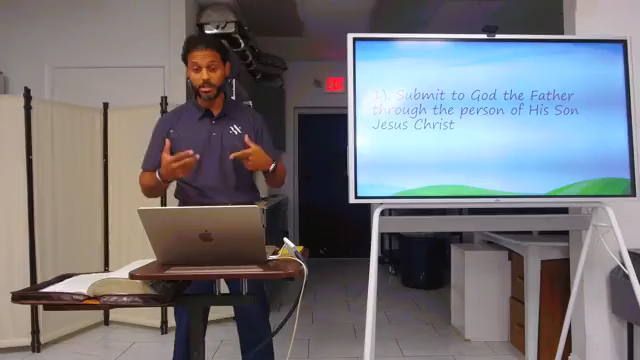 1). Submit to God the Father
through the person of His Son
Jesus Christ
EXIT